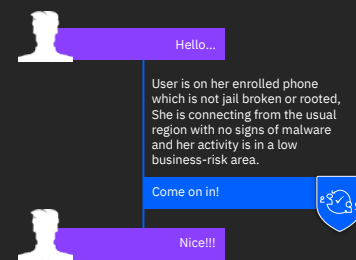 Hello...
User is on her enrolled phone
which is not jail broken or rooted,
She is connecting from the usual
region with no signs of malware
and her activity is in a low
business-risk area.
Come on in!
Nice!!!